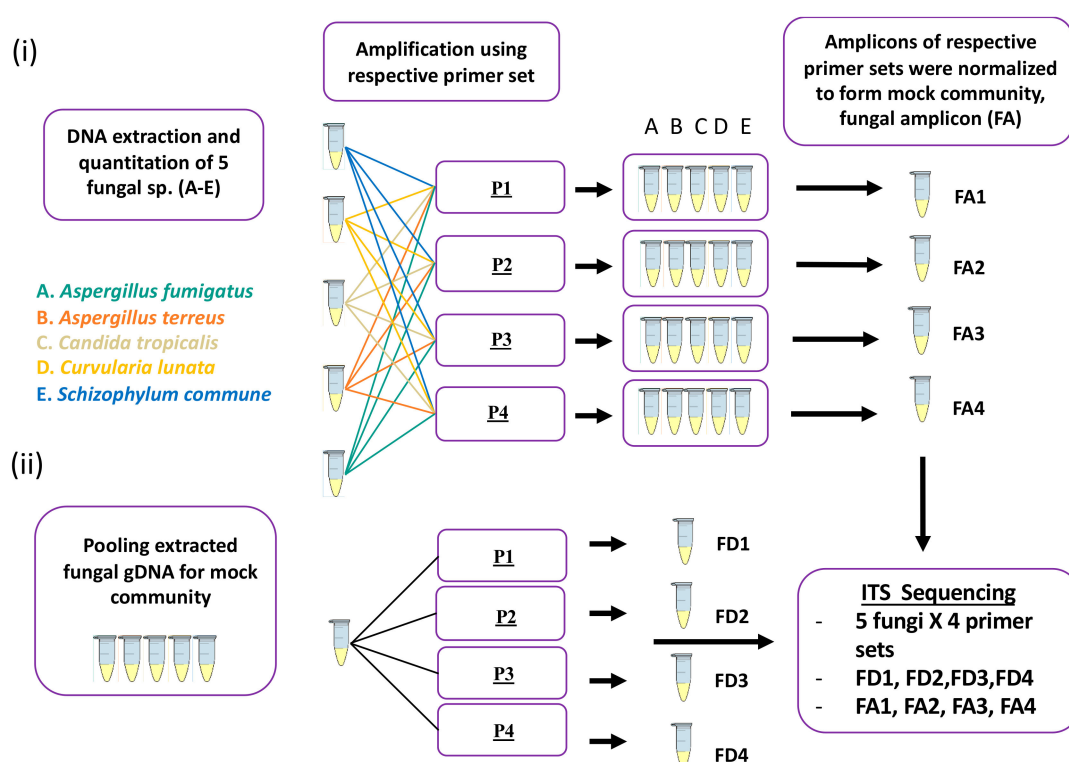 (i)
DNA extraction and
quantitation of 5
fungal sp. (A-E)
A. Aspergillus fumigatus
B. Aspergillus terreus
C. Candida tropicalis
D. Curvularia lunata
E. Schizophylum commune
Amplification using
respective primer set
P1
P2
P3
P4
A B C D E
Amplicons of respective
primer sets were normalized
to form mock community,
fungal amplicon (FA)
FA1
FA2
FA3
FA4
(ii)
Pooling extracted
fungal gDNA for mock
community
P1
P2
P3
P4
FD1
FD2
FD3
FD4
ITS Sequencing
- 5 fungi X 4 primer
sets
- FD1, FD2,FD3,FD4
- FA1, FA2, FA3, FA4